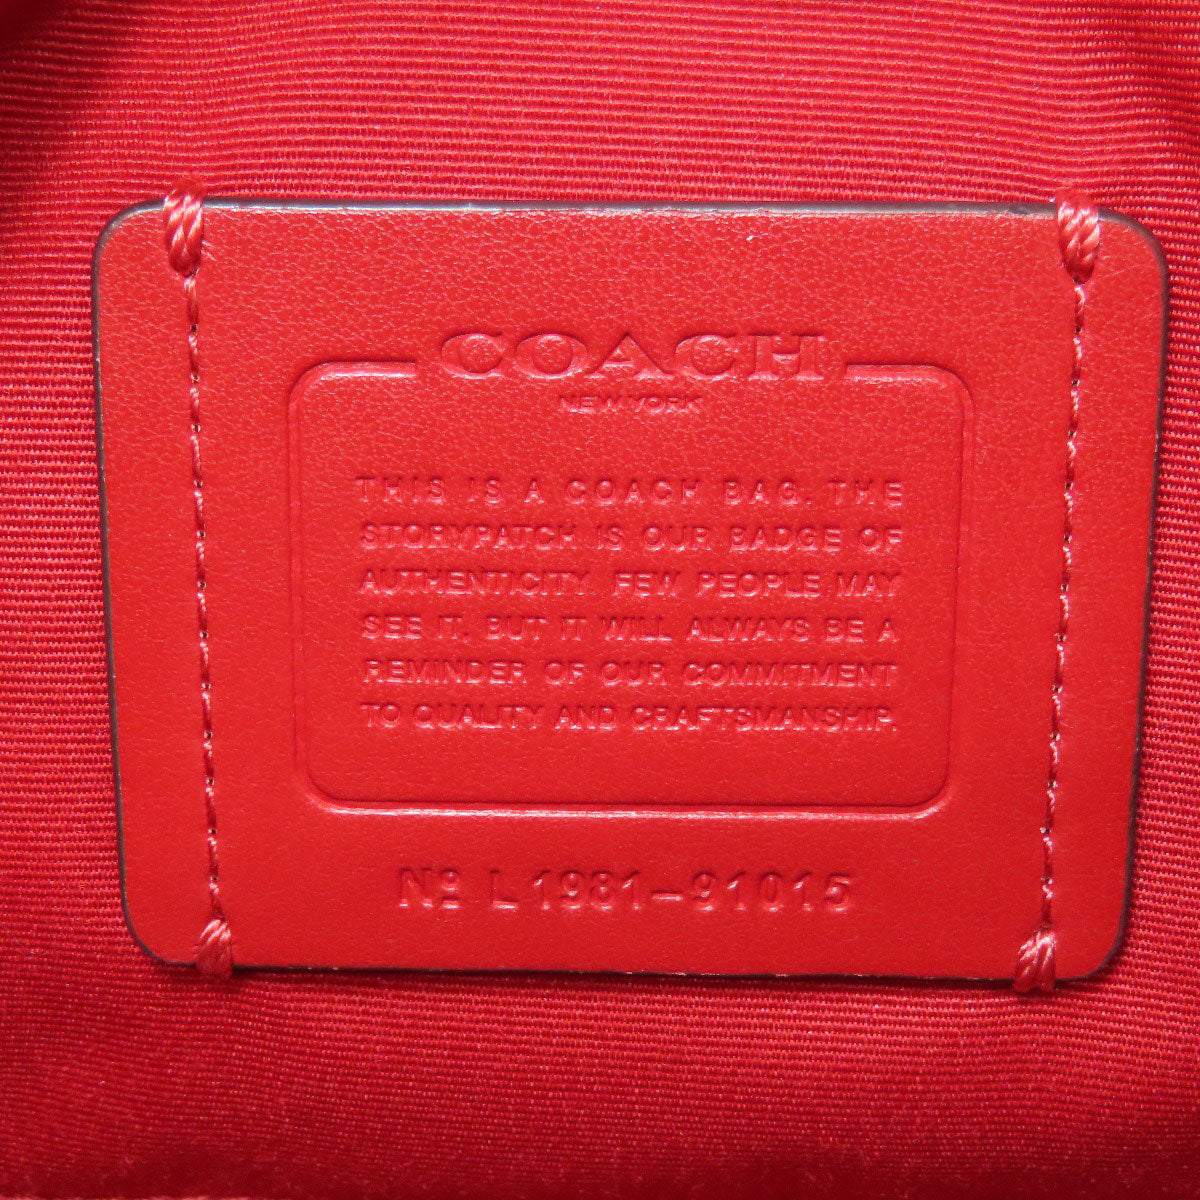 COACH
NEW YORK
THIS IS A COACH BAG. THE
STORYPATCH IS OUR BADGE OF
AUTHENTICITY. FEW PEOPLE MAY
SEE IT, BUT IT WILL ALWAYS BE A
REMINDER OF OUR COMMITMENT
TO QUALITY AND CRAFTSMANSHIP.
Nº L1981-91015